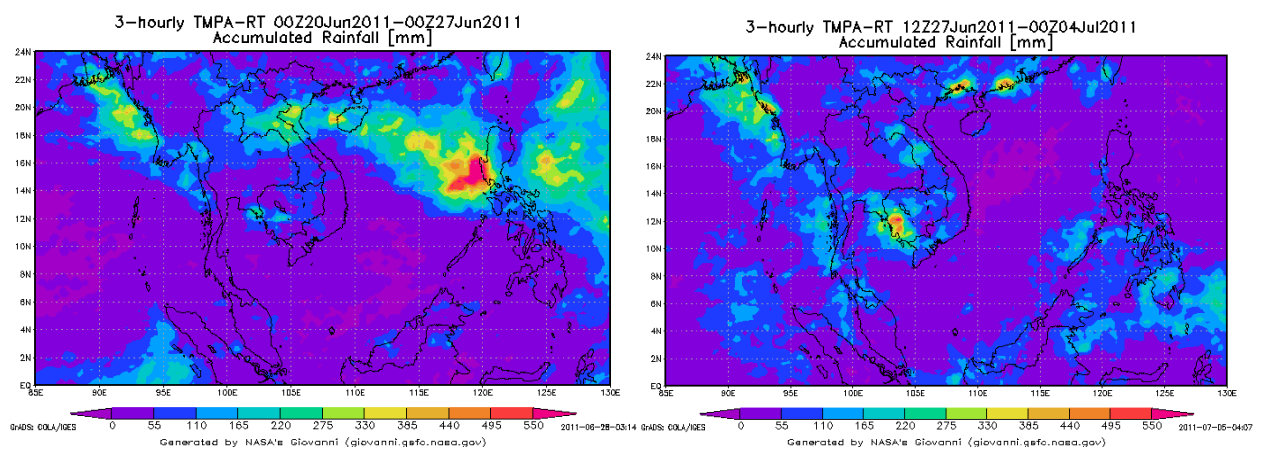 3-hourly TMPA-RT 00Z20Jun2011-00Z27Jun2011
Accumulated Rainfall [mm]
24N
22N
20N
18N
16N
14N
12N
10N
8N
6N
4N
2N
EQ
85E 90E 95E 100E 105E 110E 115E 120E 125E 130E
0 55 110 165 220 275 330 385 440 495 550
GrADS: COLA/IGES
2011-06-28-03:14
Generated by NASA's Giovanni (giovanni.gsfc.nasa.gov)
3-hourly TMPA-RT 12Z27Jun2011-00Z04Jul2011
Accumulated Rainfall [mm]
24N
22N
20N
18N
16N
14N
12N
10N
8N
6N
4N
2N
EQ
85E 90E 95E 100E 105E 110E 115E 120E 125E 130E
0 55 110 165 220 275 330 385 440 495 550
GrADS: COLA/IGES
2011-07-05-04:07
Generated by NASA's Giovanni (giovanni.gsfc.nasa.gov)